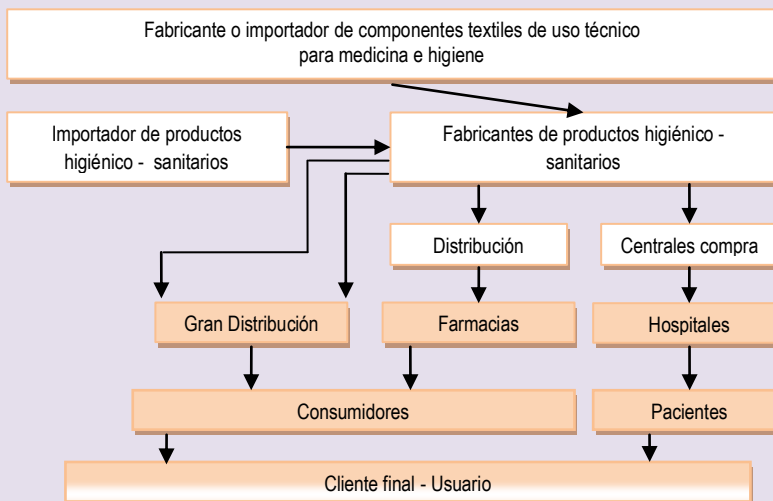 Fabricante o importador de componentes textiles de uso técnico
para medicina e higiene
Importador de productos
higiénico - sanitarios
Fabricantes de productos higiénico -
sanitarios
Distribución
Centrales compra
Gran Distribución
Farmacias
Hospitales
Consumidores
Pacientes
Cliente final - Usuario